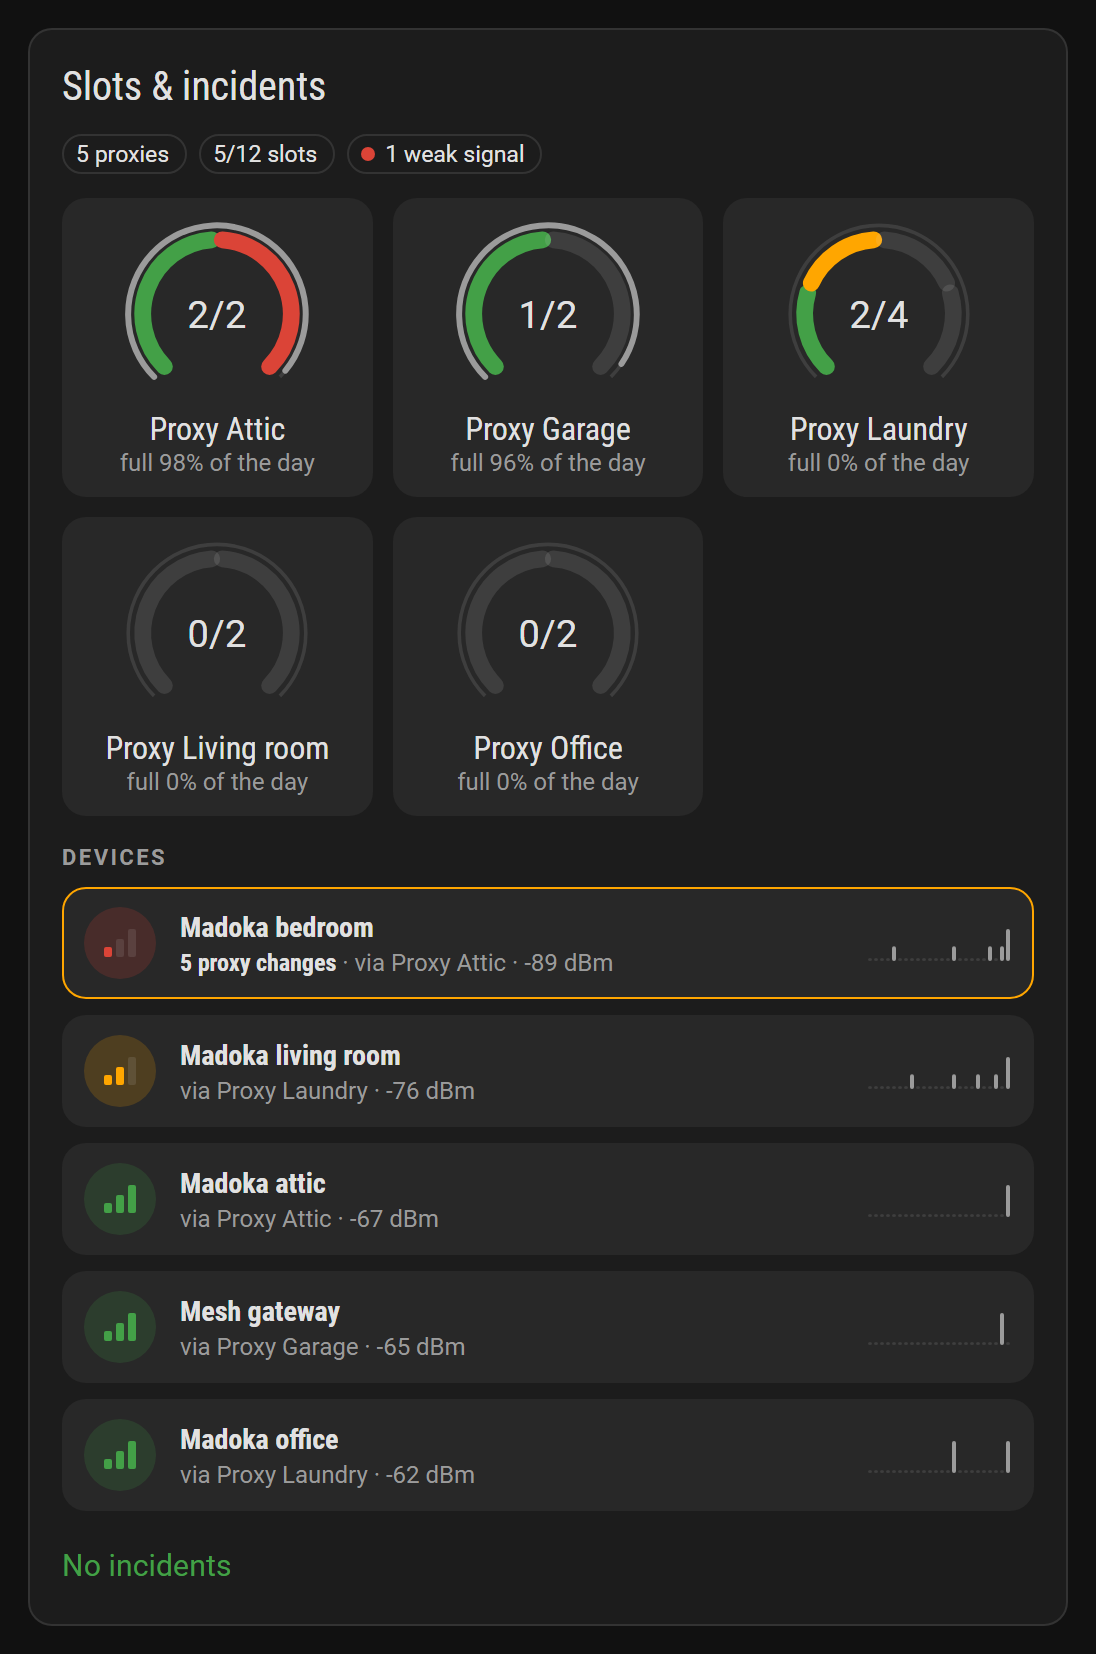 Slots & incidents
5 proxies
5/12 slots
1 weak signal
2/2
Proxy Attic
full 98% of the day
1/2
Proxy Garage
full 96% of the day
2/4
Proxy Laundry
full 0% of the day
0/2
Proxy Living room
full 0% of the day
0/2
Proxy Office
full 0% of the day
DEVICES
Madoka bedroom
5 proxy changes · via Proxy Attic · -89 dBm
Madoka living room
via Proxy Laundry · -76 dBm
Madoka attic
via Proxy Attic · -67 dBm
Mesh gateway
via Proxy Garage · -65 dBm
Madoka office
via Proxy Laundry · -62 dBm
No incidents